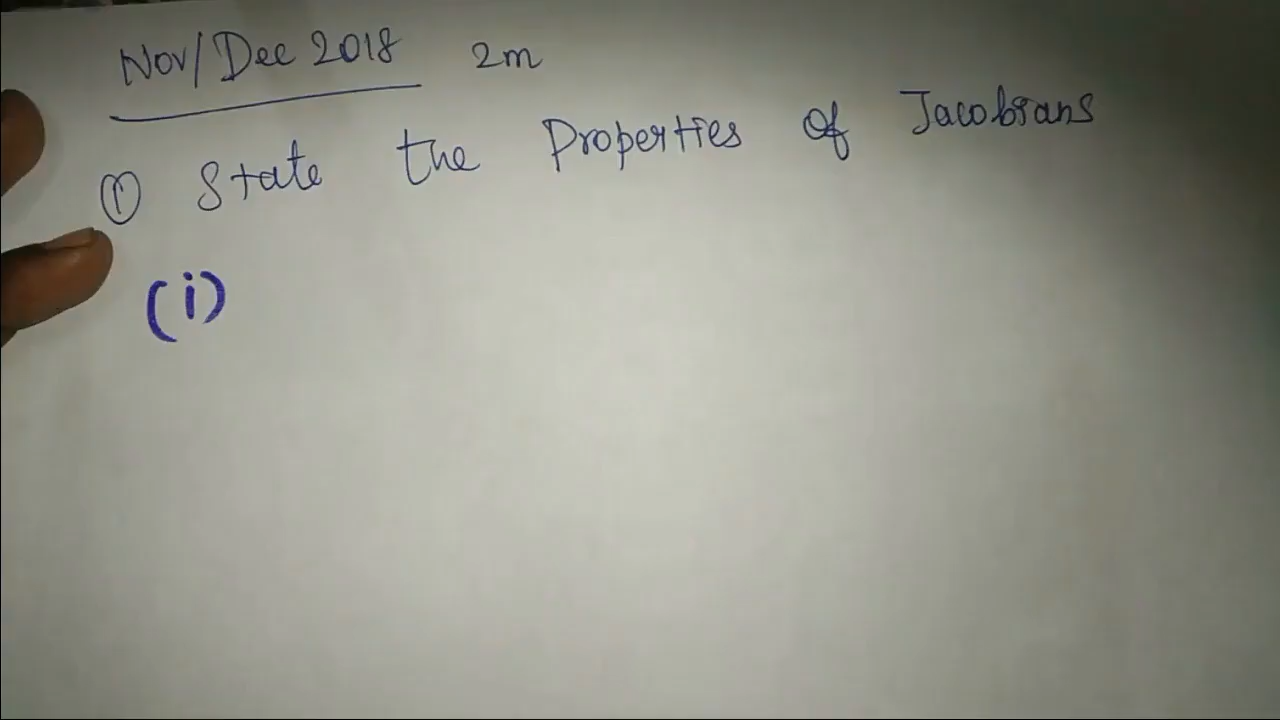 Nov/Dec 2018 2m
① State the Properties of Jacobians
(i)